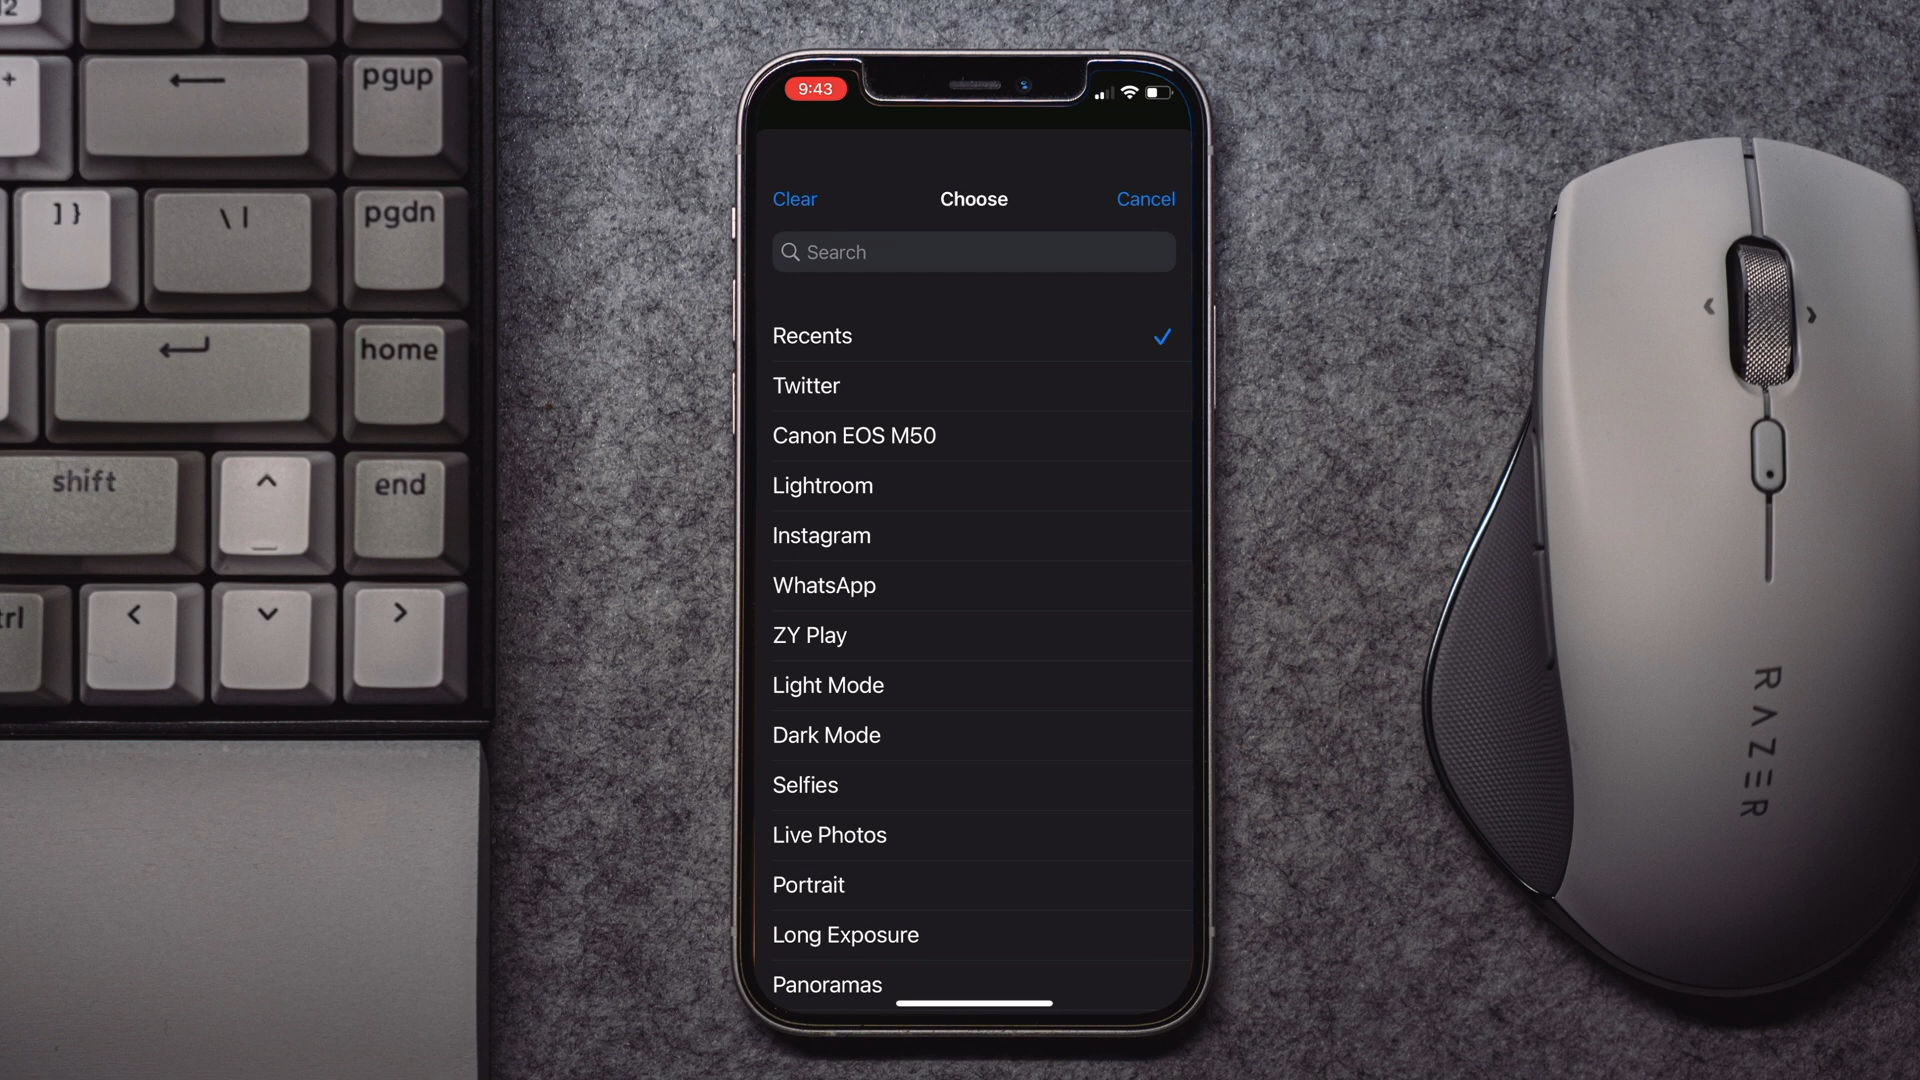 9:43
Clear
Choose
Cancel
Search
Recents
Twitter
Canon EOS M50
Lightroom
Instagram
WhatsApp
ZY Play
Light Mode
Dark Mode
Selfies
Live Photos
Portrait
Long Exposure
Panoramas
+
pgup
] }
\ |
pgdn
home
shift
end
RAZER